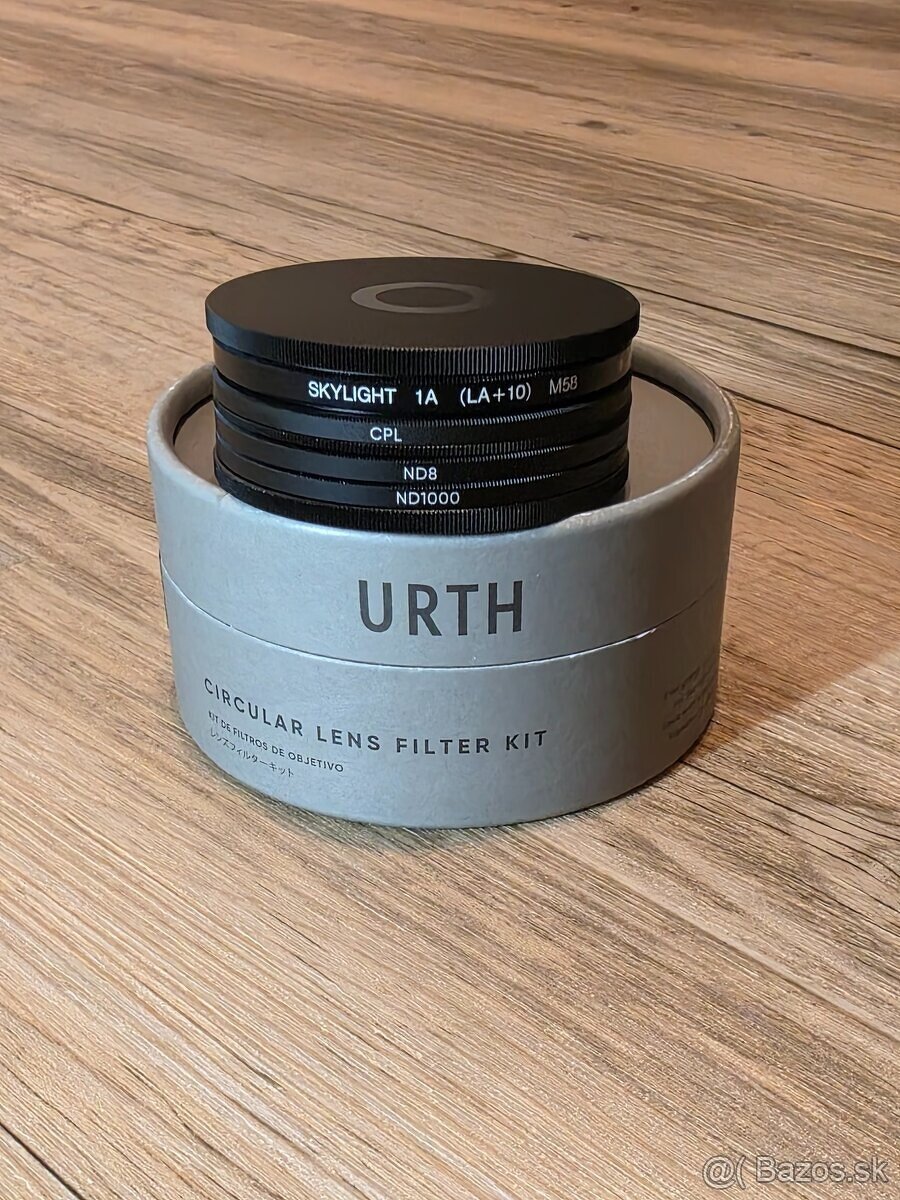 SKYLIGHT 1A (LA+10) M58
CPL
ND8
ND1000
URTH
CIRCULAR LENS FILTER KIT
KIT DE FILTROS DE OBJETIVO
レンズフィルターキット
@( Bazos.sk